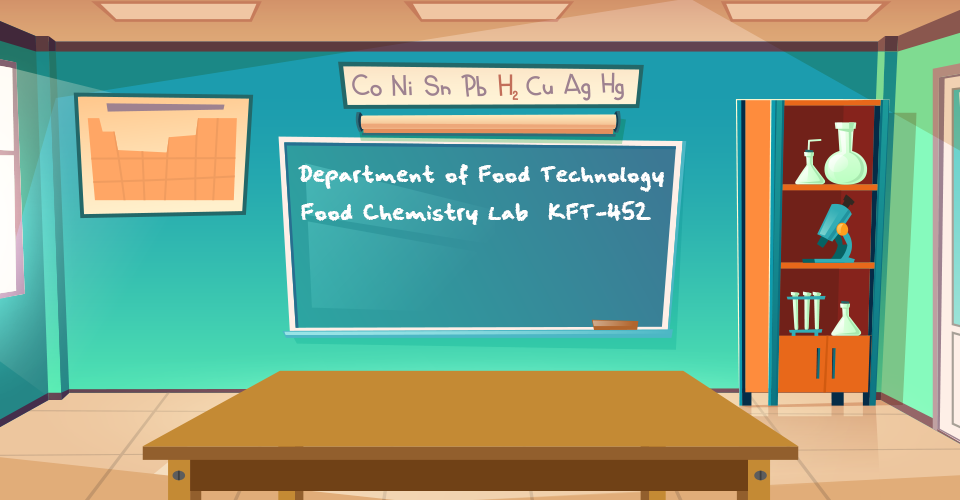 Co Ni Sn Pb H₂ Cu Ag Hg
Department of Food Technology
Food Chemistry Lab KFT-452